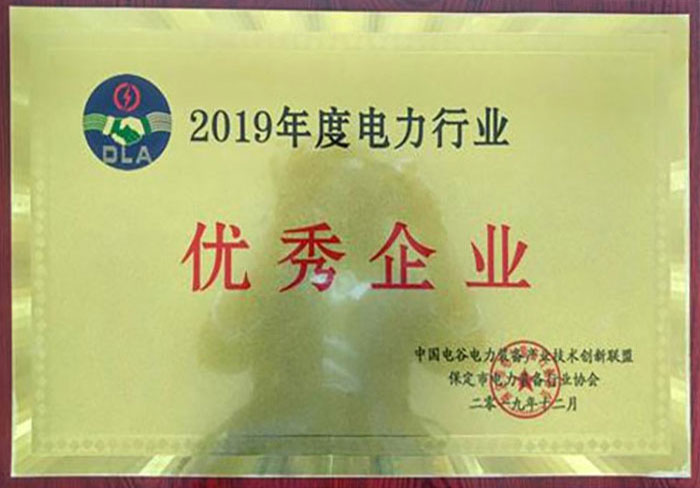 DLA
2019年度电力行业
优秀企业
中国电谷电力装备产业技术创新联盟
保定市电力装备行业协会
二零一九年十二月